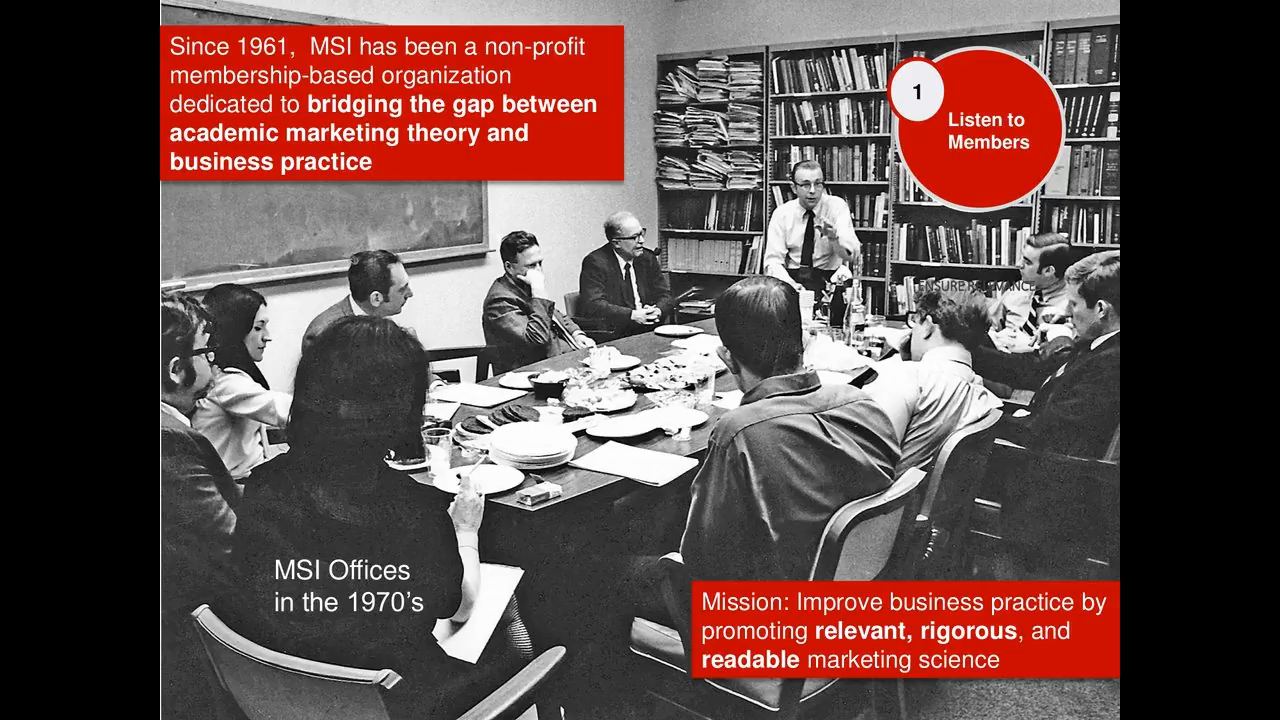 Since 1961,  MSI has been a non-profit
membership-based organization
dedicated to bridging the gap between
academic marketing theory and
business practice
1
Listen to
Members
ENSURE RELEVANCE
MSI Offices
in the 1970’s
Mission: Improve business practice by
promoting relevant, rigorous, and
readable marketing science